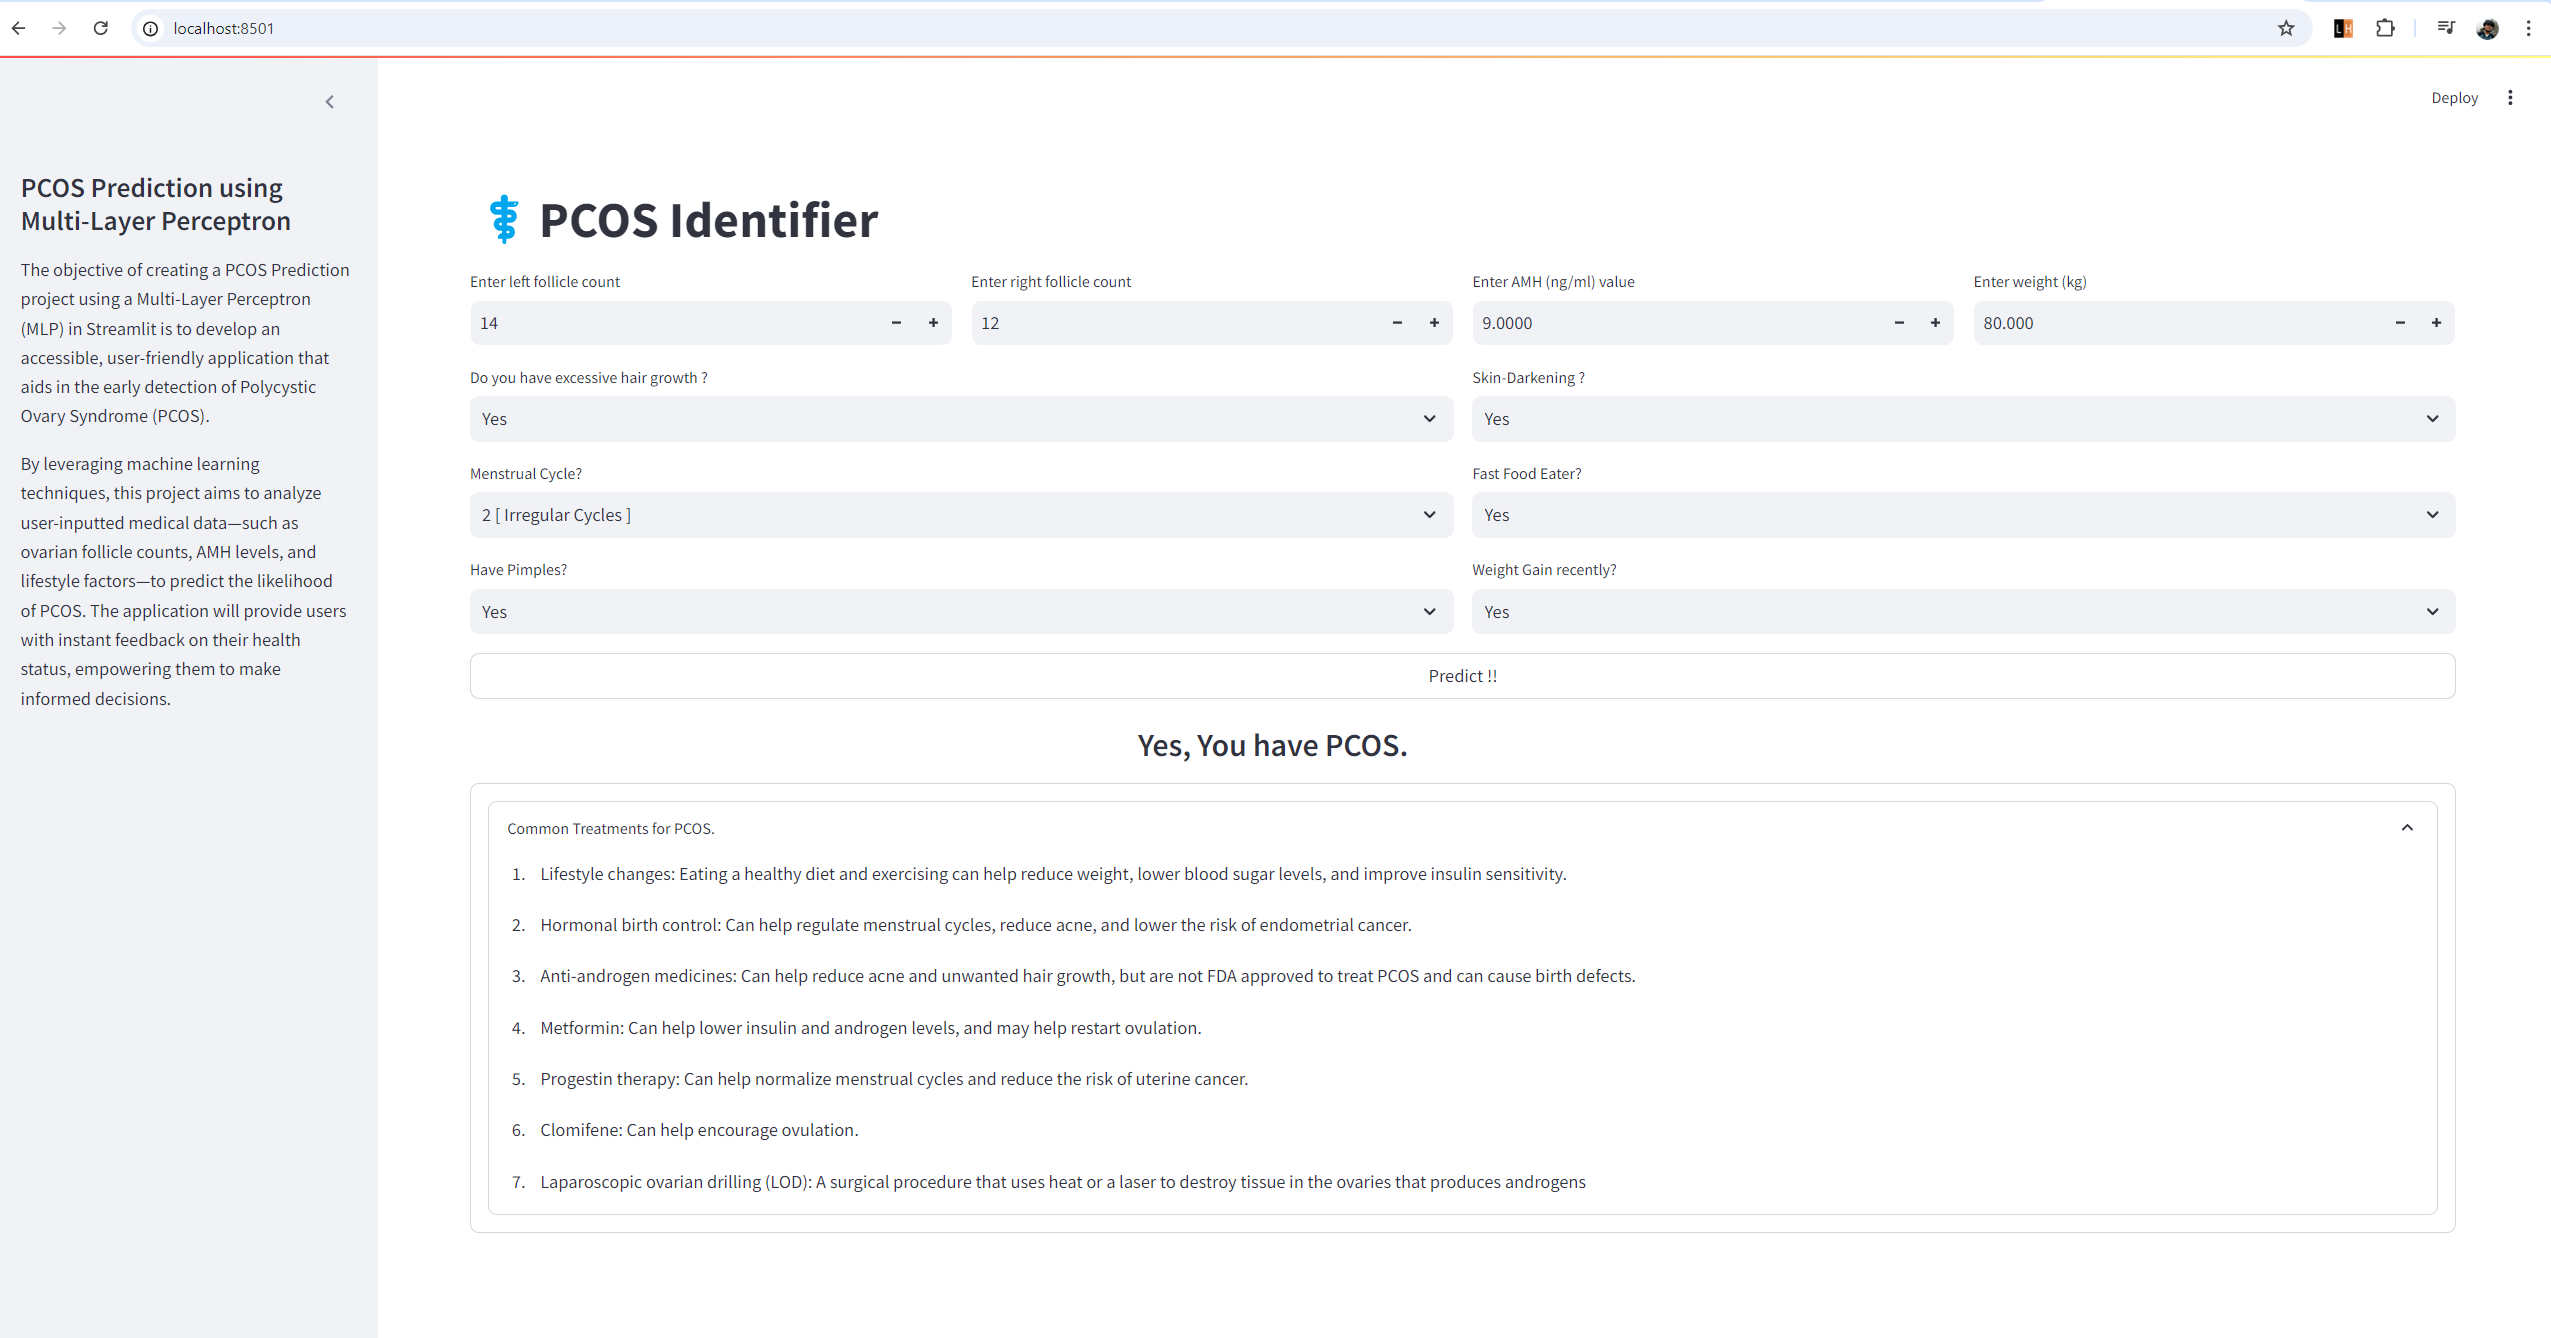 localhost:8501
Deploy
PCOS Prediction using
Multi-Layer Perceptron
The objective of creating a PCOS Prediction
project using a Multi-Layer Perceptron
(MLP) in Streamlit is to develop an
accessible, user-friendly application that
aids in the early detection of Polycystic
Ovary Syndrome (PCOS).
By leveraging machine learning
techniques, this project aims to analyze
user-inputted medical data—such as
ovarian follicle counts, AMH levels, and
lifestyle factors—to predict the likelihood
of PCOS. The application will provide users
with instant feedback on their health
status, empowering them to make
informed decisions.
PCOS Identifier
Enter left follicle count
14
Enter right follicle count
12
Enter AMH (ng/ml) value
9.0000
Enter weight (kg)
80.000
Do you have excessive hair growth ?
Yes
Skin-Darkening ?
Yes
Menstrual Cycle?
2 [ Irregular Cycles ]
Fast Food Eater?
Yes
Have Pimples?
Yes
Weight Gain recently?
Yes
Predict !!
Yes, You have PCOS.
Common Treatments for PCOS.
1. Lifestyle changes: Eating a healthy diet and exercising can help reduce weight, lower blood sugar levels, and improve insulin sensitivity.
2. Hormonal birth control: Can help regulate menstrual cycles, reduce acne, and lower the risk of endometrial cancer.
3. Anti-androgen medicines: Can help reduce acne and unwanted hair growth, but are not FDA approved to treat PCOS and can cause birth defects.
4. Metformin: Can help lower insulin and androgen levels, and may help restart ovulation.
5. Progestin therapy: Can help normalize menstrual cycles and reduce the risk of uterine cancer.
6. Clomifene: Can help encourage ovulation.
7. Laparoscopic ovarian drilling (LOD): A surgical procedure that uses heat or a laser to destroy tissue in the ovaries that produces androgens